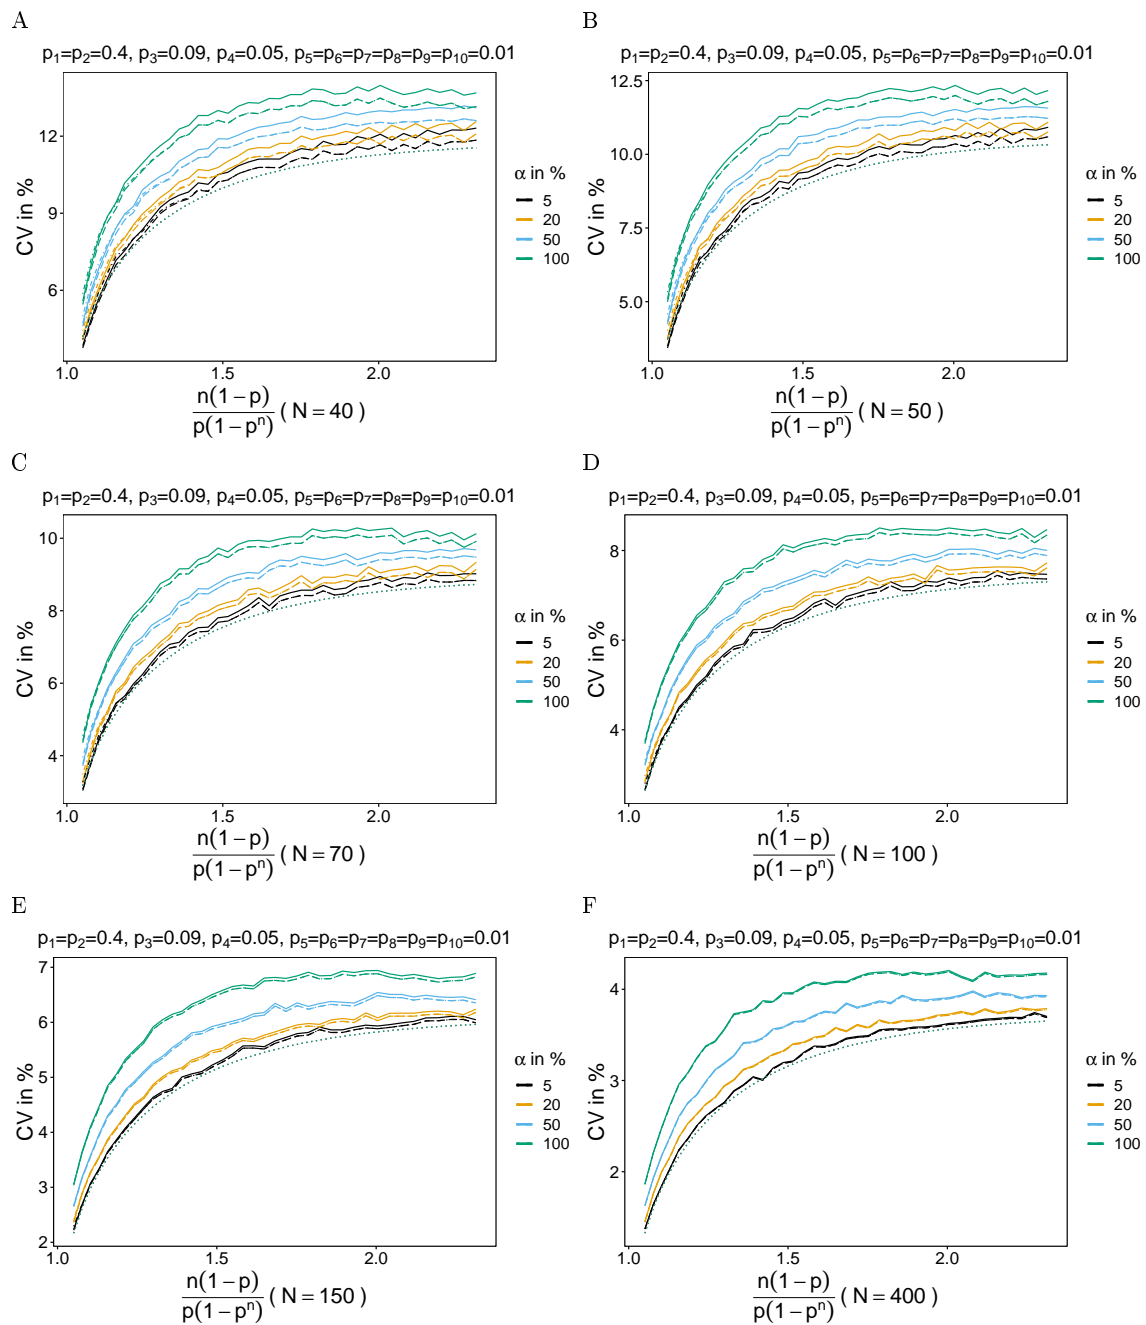 A
p1=p2=0.4, p3=0.09, p4=0.05, p5=p6=p7=p8=p9=p10=0.01
CV in %
12
9
6
1.0
1.5
2.0
n(1−p)
p(1−pn)
( N = 40 )
α in %
5
20
50
100
B
p1=p2=0.4, p3=0.09, p4=0.05, p5=p6=p7=p8=p9=p10=0.01
CV in %
12.5
10.0
7.5
5.0
1.0
1.5
2.0
n(1−p)
p(1−pn)
( N = 50 )
α in %
5
20
50
100
C
p1=p2=0.4, p3=0.09, p4=0.05, p5=p6=p7=p8=p9=p10=0.01
CV in %
10
8
6
4
1.0
1.5
2.0
n(1−p)
p(1−pn)
( N = 70 )
α in %
5
20
50
100
D
p1=p2=0.4, p3=0.09, p4=0.05, p5=p6=p7=p8=p9=p10=0.01
CV in %
8
6
4
1.0
1.5
2.0
n(1−p)
p(1−pn)
( N = 100 )
α in %
5
20
50
100
E
p1=p2=0.4, p3=0.09, p4=0.05, p5=p6=p7=p8=p9=p10=0.01
CV in %
7
6
5
4
3
2
1.0
1.5
2.0
n(1−p)
p(1−pn)
( N = 150 )
α in %
5
20
50
100
F
p1=p2=0.4, p3=0.09, p4=0.05, p5=p6=p7=p8=p9=p10=0.01
CV in %
4
3
2
1.0
1.5
2.0
n(1−p)
p(1−pn)
( N = 400 )
α in %
5
20
50
100